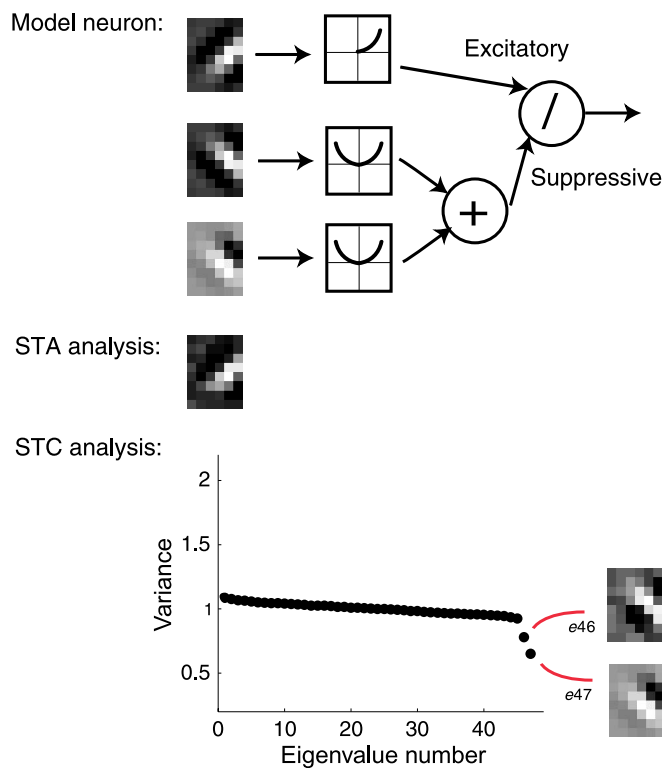 Model neuron:
Excitatory
/
Suppressive
+
STA analysis:
STC analysis:
2
1.5
1
0.5
Variance
0 10 20 30 40
Eigenvalue number
e46
e47